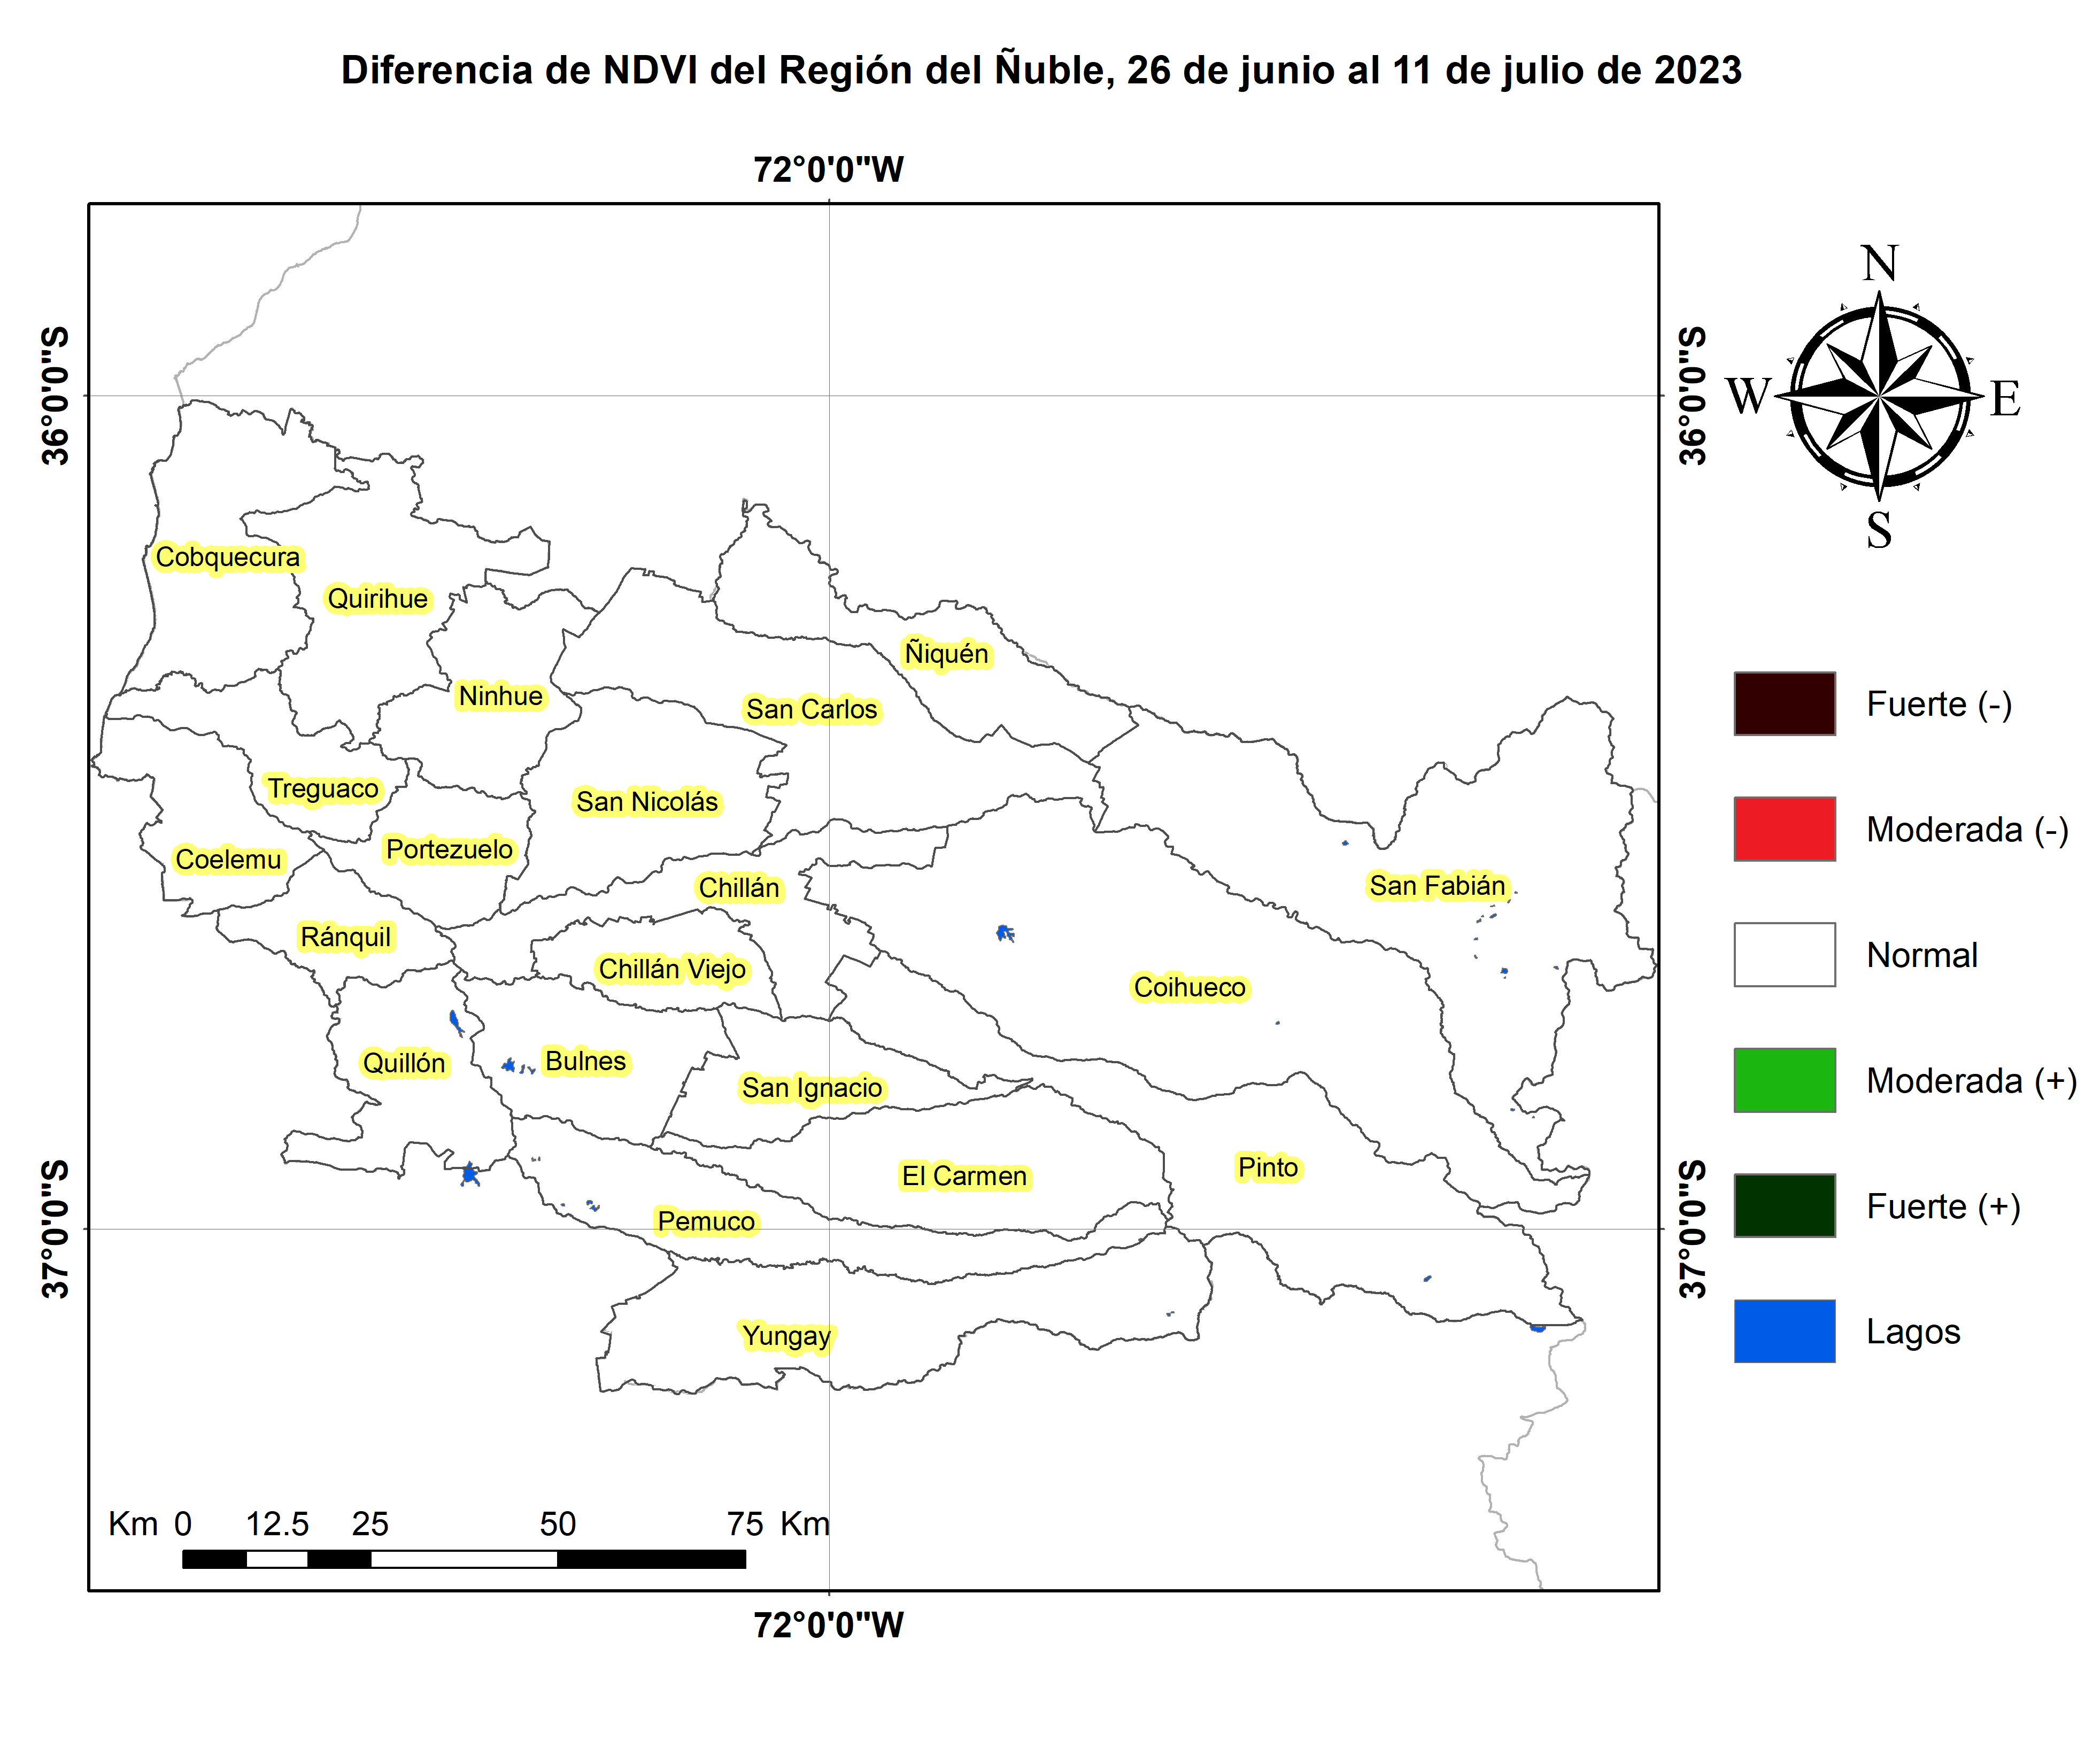 Diferencia de NDVI del Región del Ñuble, 26 de junio al 11 de julio de 2023
72°0'0"W
36°0'0"S
36°0'0"S
N
W
E
S
Cobquecura
Quirihue
Ñiquén
Ninhue
San Carlos
Treguaco
San Nicolás
Portezuelo
Coelemu
Chillán
San Fabián
Ránquil
Chillán Viejo
Coihueco
Quillón
Bulnes
San Ignacio
Pinto
El Carmen
Pemuco
Yungay
37°0'0"S
37°0'0"S
Fuerte (-)
Moderada (-)
Normal
Moderada (+)
Fuerte (+)
Lagos
Km 0 12.5 25 50 75 Km
72°0'0"W